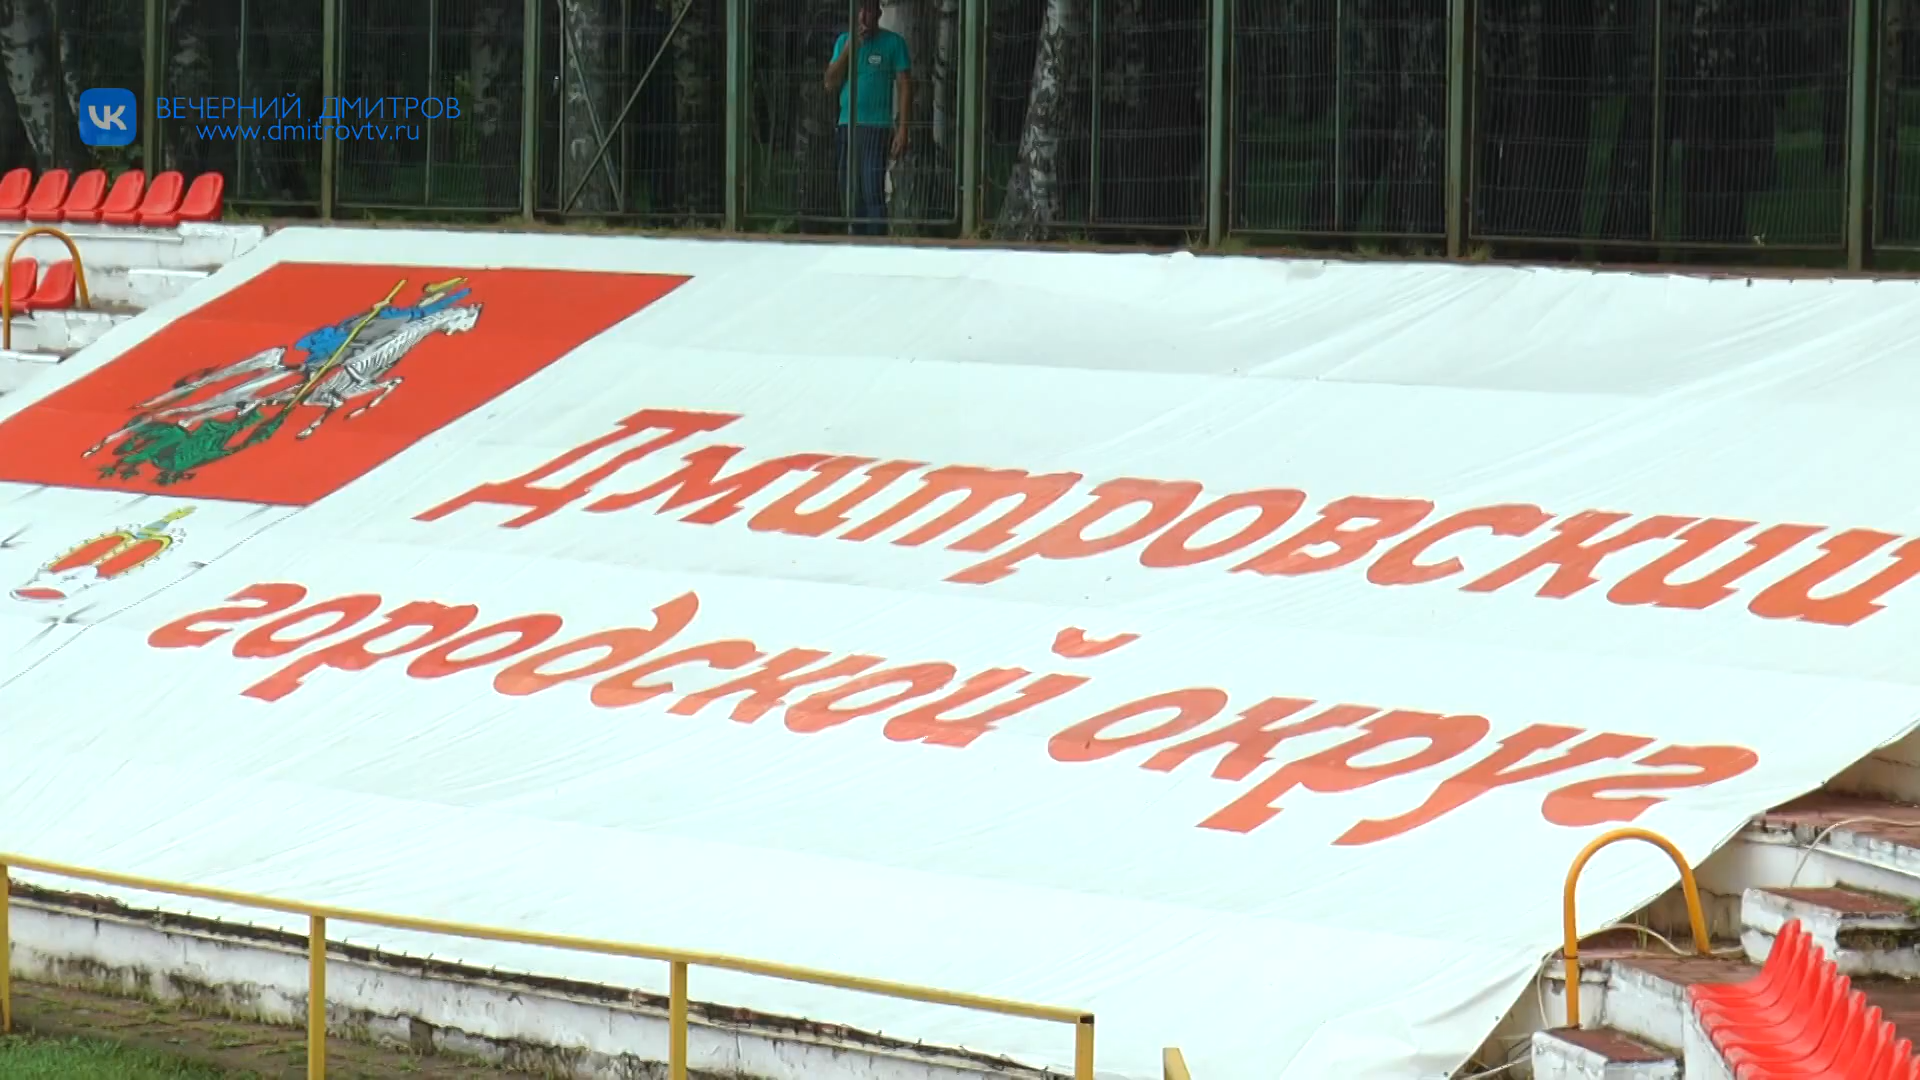 ВЕЧЕРНИЙ ДМИТРОВ
www.dmitrovtv.ru
Дмитровский
городской округ